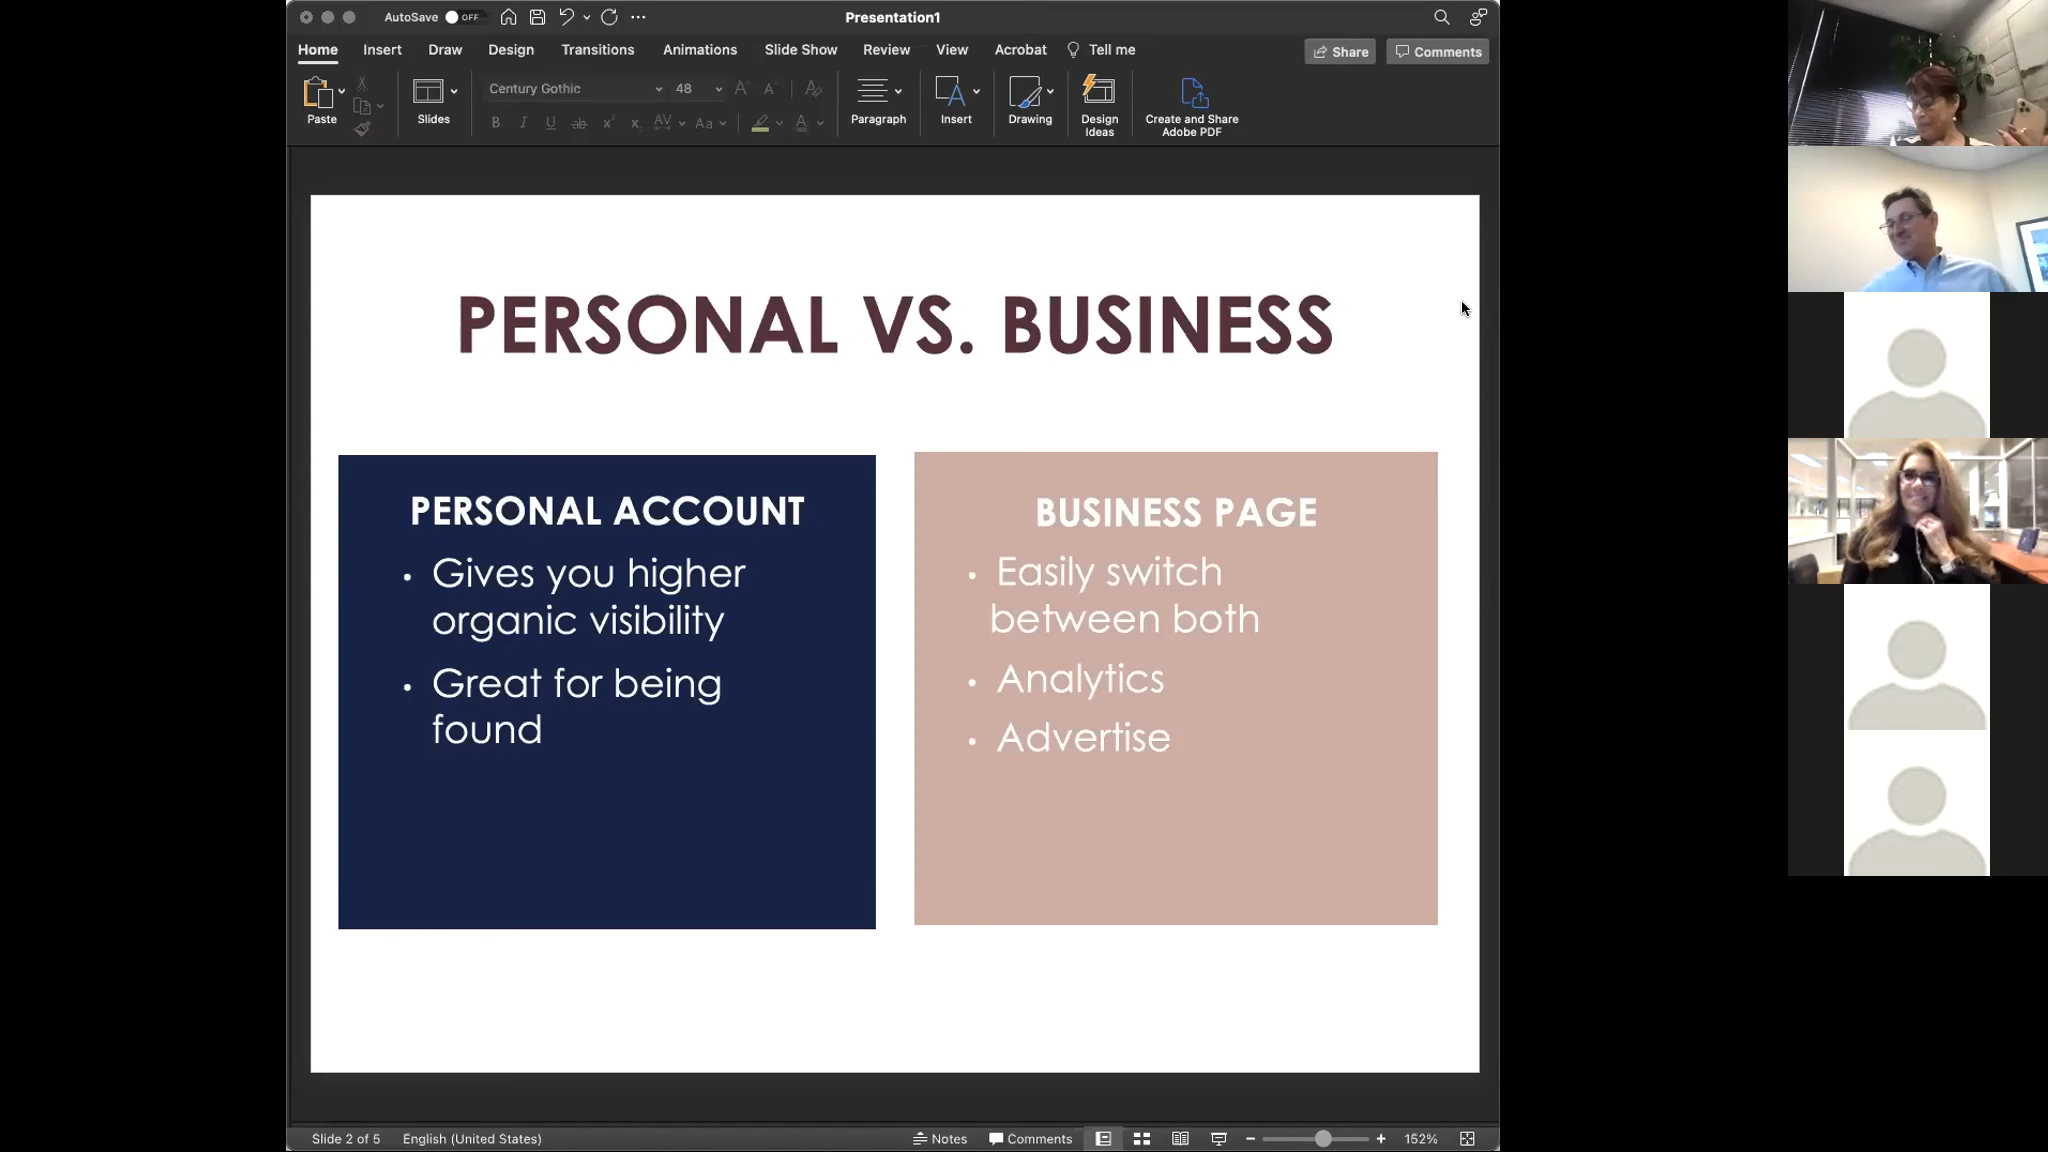 AutoSave OFF
Presentation1
Home Insert Draw Design Transitions Animations Slide Show Review View Acrobat Tell me
Share Comments
Century Gothic 48
Paste Slides Paragraph Insert Drawing Design Ideas Create and Share Adobe PDF
B I U ab x x AV Aa A
PERSONAL VS. BUSINESS
PERSONAL ACCOUNT
• Gives you higher
organic visibility
• Great for being
found
BUSINESS PAGE
• Easily switch
between both
• Analytics
• Advertise
Slide 2 of 5 English (United States) Notes Comments 152%